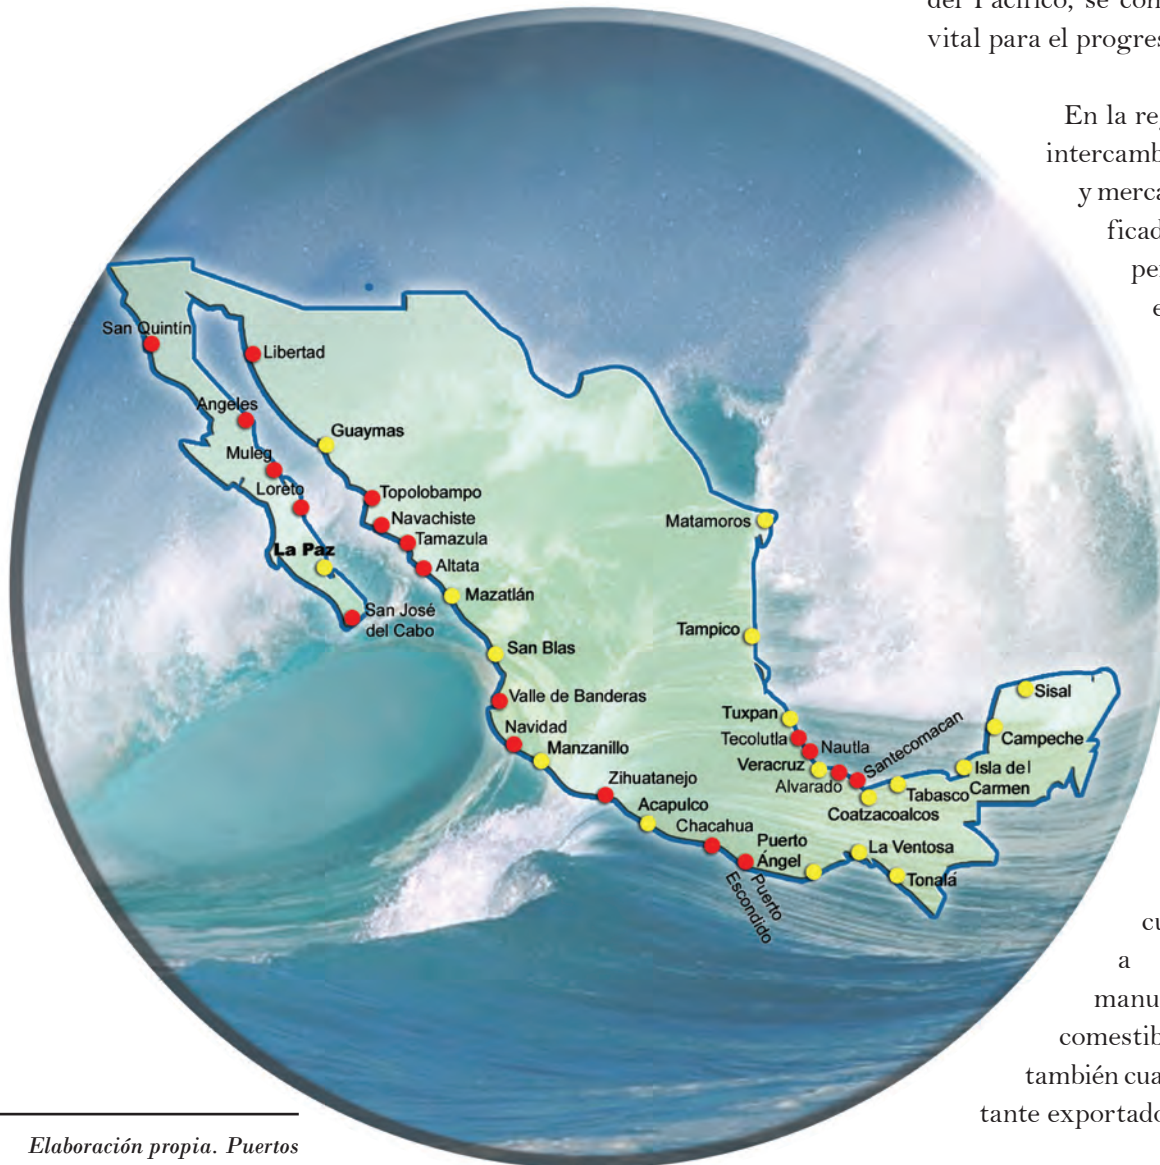 del Pacífico, se con
vital para el progres
En la reg
intercamb
y merca
ficad
pe
e
San Quintín
Libertad
Angeles
Guaymas
Muleg
Loreto
Topolobampo
Navachiste
Tamazula
La Paz
Altata
Mazatlán
San José
del Cabo
San Blas
Valle de Banderas
Navidad
Manzanillo
Zihuatanejo
Acapulco
Chacahua
Puerto
Escondido
Puerto
Ángel
La Ventosa
Tonalá
Matamoros
Tampico
Tuxpan
Tecolutla
Nautla
Veracruz
Alvarado
Santecomacan
Coatzacoalcos
Tabasco
Isla del
Carmen
Campeche
Sisal
cu
a
manu
comestib
también cua
tante exportado
Elaboración propia. Puertos